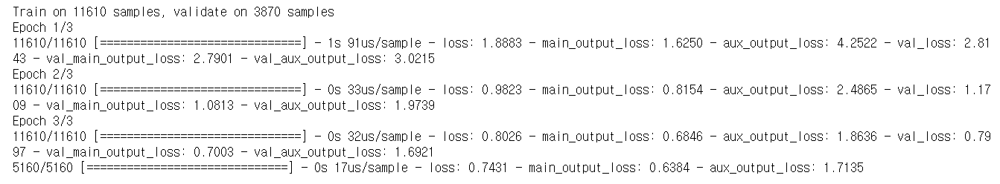 Train on 11610 samples, validate on 3870 samples
Epoch 1/3
11610/11610 [==============================] - 1s 91us/sample - loss: 1.8883 - main_output_loss: 1.6250 - aux_output_loss: 4.2522 - val_loss: 2.81
43 - val_main_output_loss: 2.7901 - val_aux_output_loss: 3.0215
Epoch 2/3
11610/11610 [==============================] - 0s 33us/sample - loss: 0.9823 - main_output_loss: 0.8154 - aux_output_loss: 2.4865 - val_loss: 1.17
09 - val_main_output_loss: 1.0813 - val_aux_output_loss: 1.9739
Epoch 3/3
11610/11610 [==============================] - 0s 32us/sample - loss: 0.8026 - main_output_loss: 0.6846 - aux_output_loss: 1.8636 - val_loss: 0.79
97 - val_main_output_loss: 0.7003 - val_aux_output_loss: 1.6921
5160/5160 [==============================] - 0s 17us/sample - loss: 0.7431 - main_output_loss: 0.6384 - aux_output_loss: 1.7135